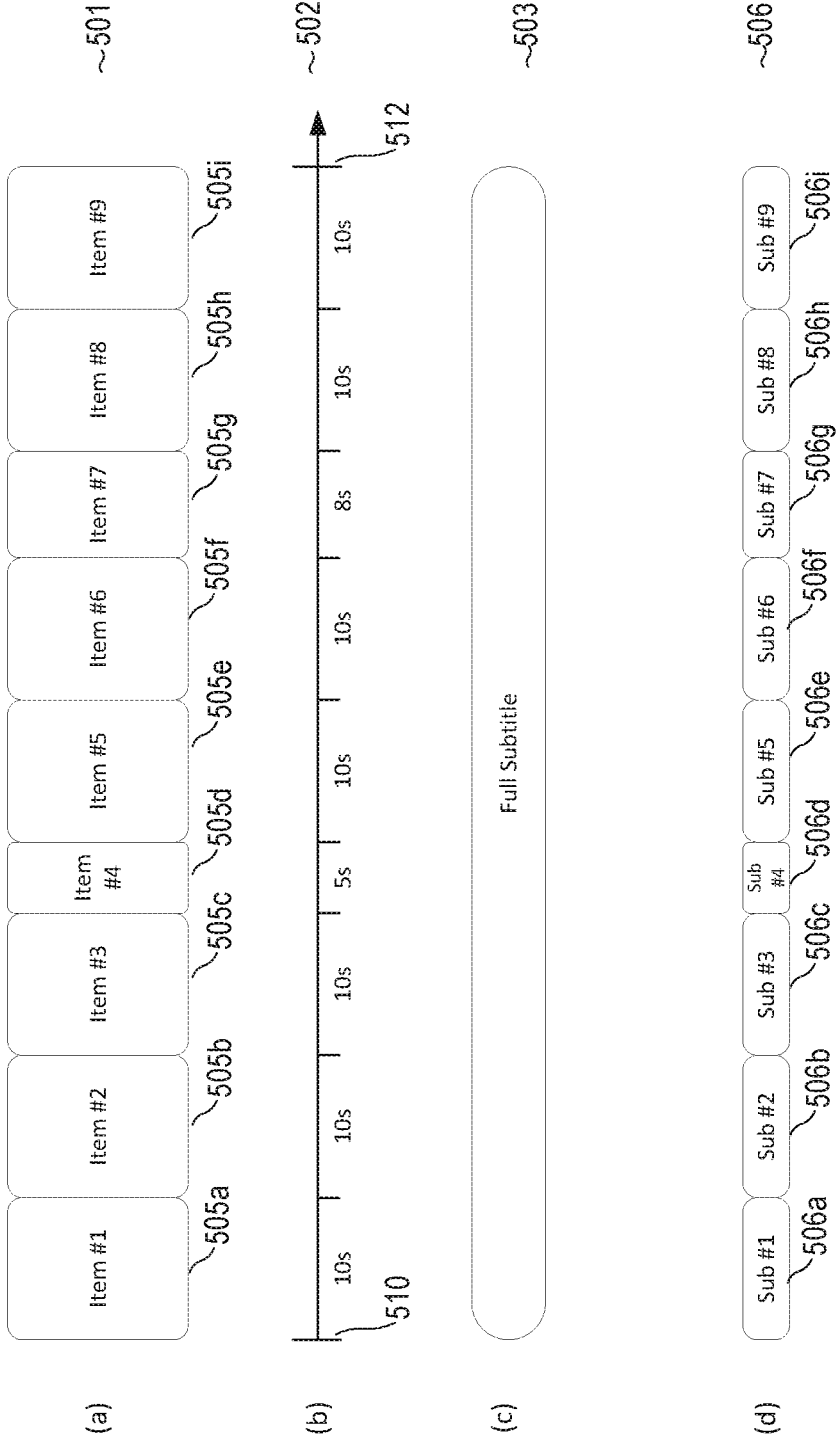 (a)
Item #1
Item #2
Item #3
Item
#4
Item #5
Item #6
Item #7
Item #8
Item #9
~501
505a
505b
505c
505d
505e
505f
505g
505h
505i
(b)
10s
10s
10s
5s
10s
10s
8s
10s
10s
~502
510
512
(c)
Full Subtitle
~503
(d)
Sub #1
Sub #2
Sub #3
Sub
#4
Sub #5
Sub #6
Sub #7
Sub #8
Sub #9
~506
506a
506b
506c
506d
506e
506f
506g
506h
506i